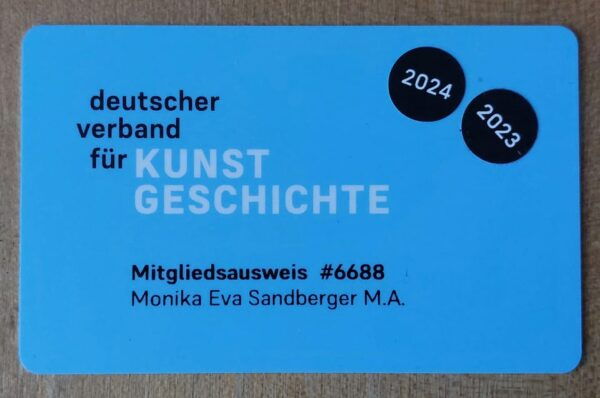 2024
2023
deutscher
verband
für KUNST
GESCHICHTE
Mitgliedsausweis #6688
Monika Eva Sandberger M.A.